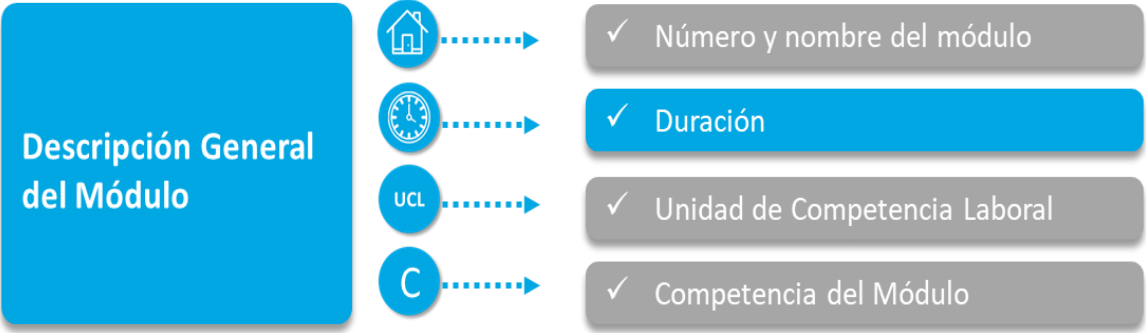 Descripción General
del Módulo
✓ Número y nombre del módulo
✓ Duración
UCL
✓ Unidad de Competencia Laboral
C
✓ Competencia del Módulo